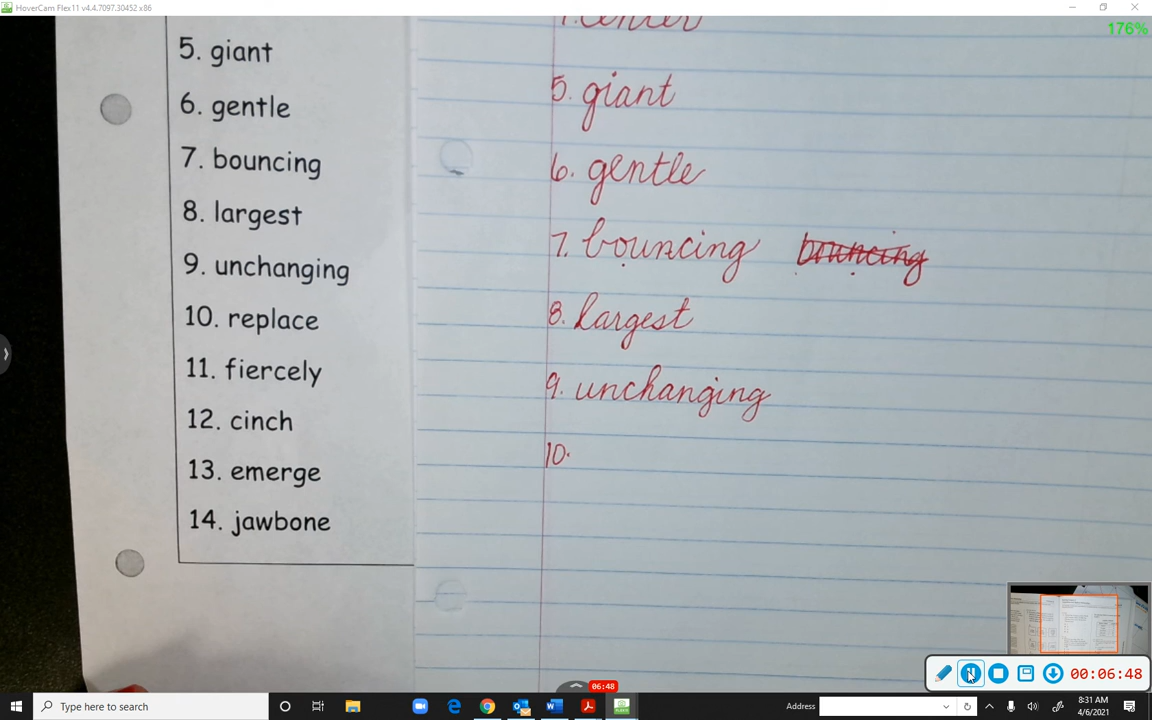 HoverCam Flex11 v4.4.7097.30452 x86
176%
5. giant
6. gentle
7. bouncing
8. largest
9. unchanging
10. replace
11. fiercely
12. cinch
13. emerge
14. jawbone
5. giant
6. gentle
7. bouncing bouncing
8. largest
9. unchanging
10.
00:06:48
06:48
Type here to search
Address
8:31 AM
4/6/2021